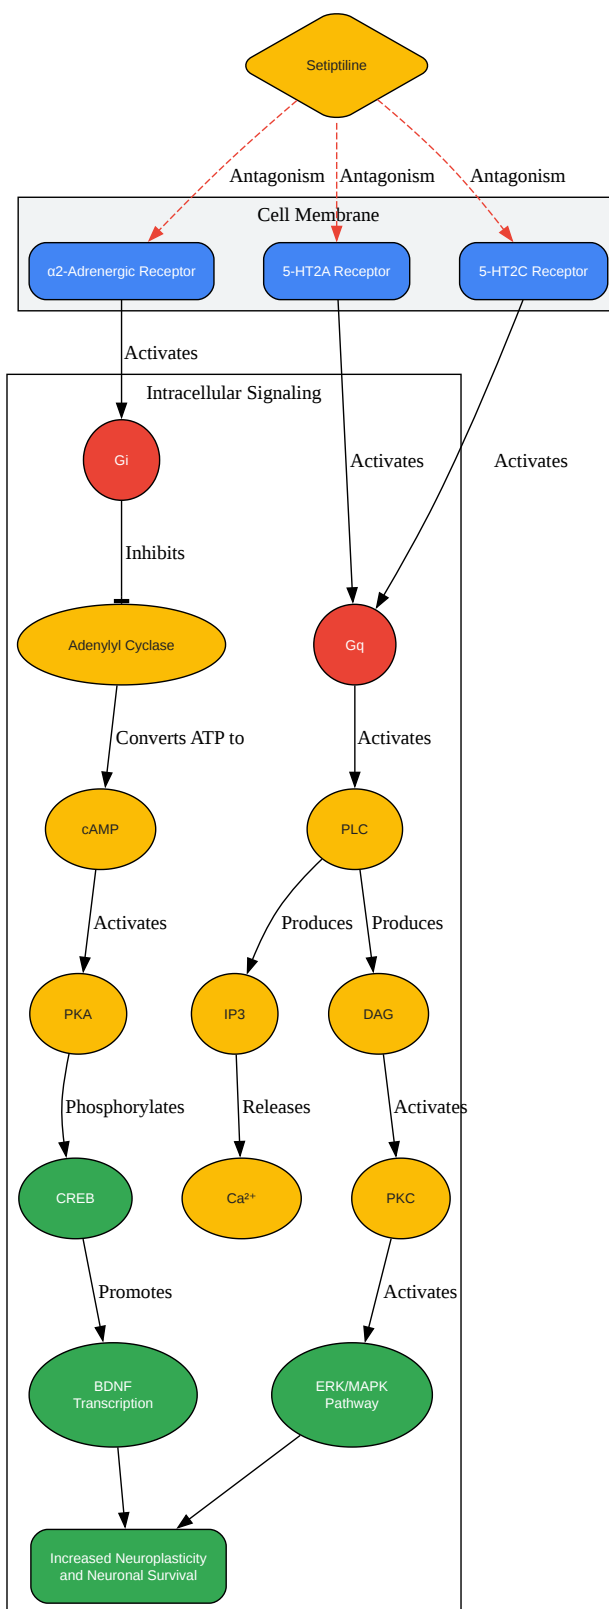 Setiptiline
Antagonism
Antagonism
Antagonism
Cell Membrane
α2-Adrenergic Receptor
5-HT2A Receptor
5-HT2C Receptor
Activates
Intracellular Signaling
Gi
Activates
Activates
Inhibits
Adenylyl Cyclase
Gq
Converts ATP to
Activates
cAMP
PLC
Activates
Produces
Produces
PKA
IP3
DAG
Phosphorylates
Releases
Activates
CREB
Ca²⁺
PKC
Promotes
Activates
BDNF
Transcription
ERK/MAPK
Pathway
Increased Neuroplasticity
and Neuronal Survival